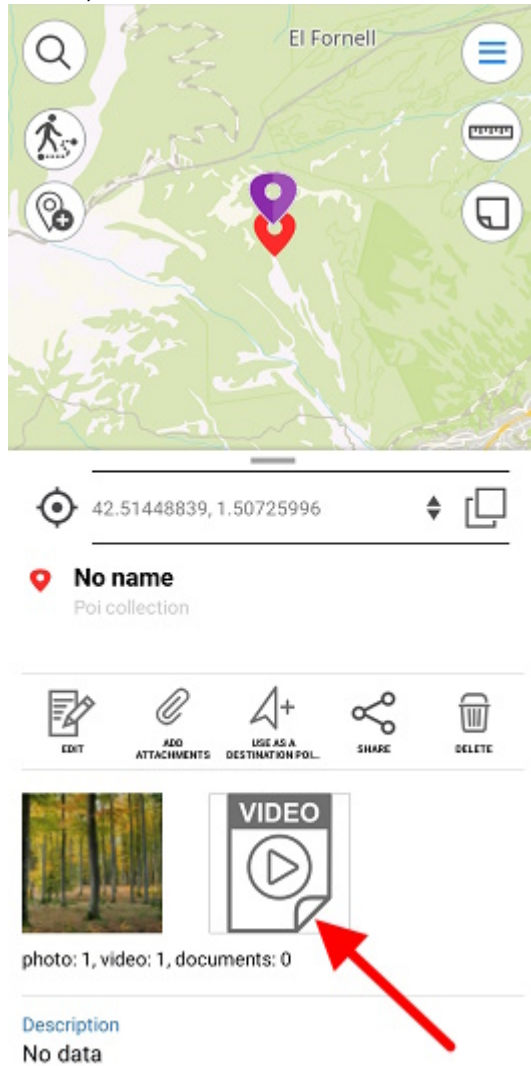 El Fornell
42.51448839, 1.50725996
No name
Poi collection
EDIT
ADD
ATTACHMENTS
USE AS A
DESTINATION POI...
SHARE
DELETE
VIDEO
photo: 1, video: 1, documents: 0
Description
No data